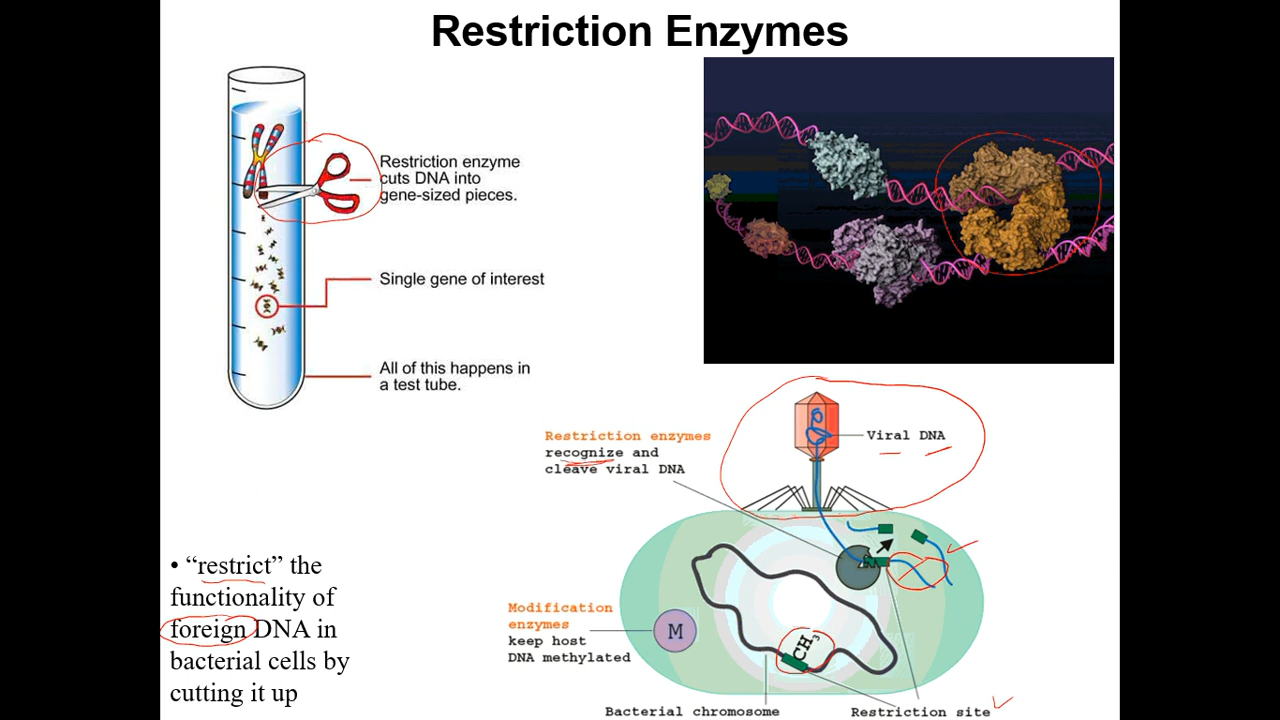 Restriction Enzymes
Restriction enzyme
cuts DNA into
gene-sized pieces.
Single gene of interest
All of this happens in
a test tube.
Restriction enzymes
recognize and
cleave viral DNA
Viral DNA
• “restrict” the
functionality of
foreign DNA in
bacterial cells by
cutting it up
Modification
enzymes
keep host
DNA methylated
M
CH3
Bacterial chromosome
Restriction site